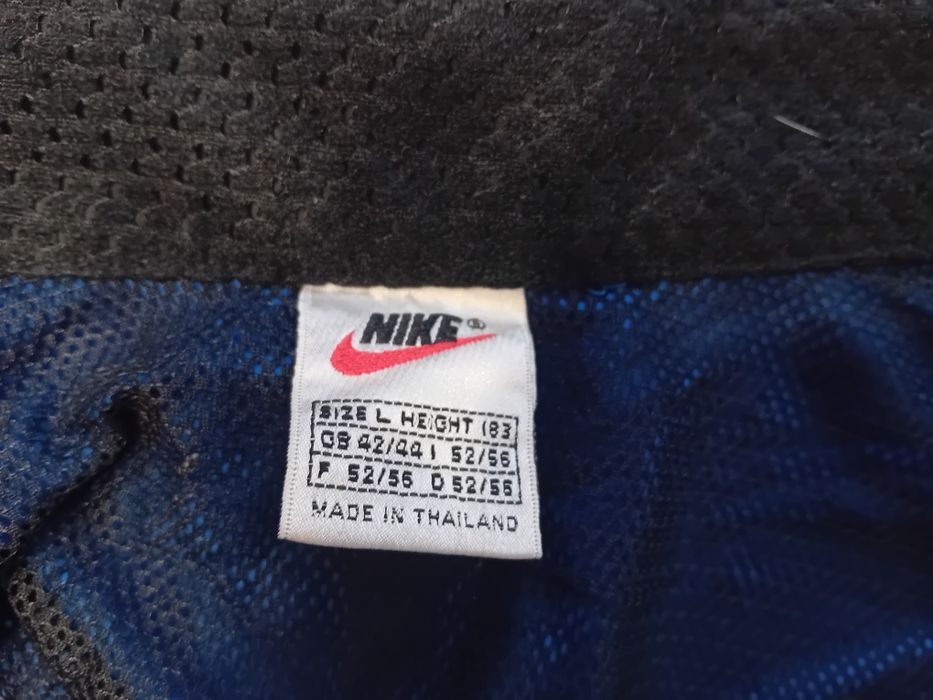 NIKE®
SIZE L HEIGHT 183
GB 42/44 I 52/56
F 52/56 D 52/56
MADE IN THAILAND